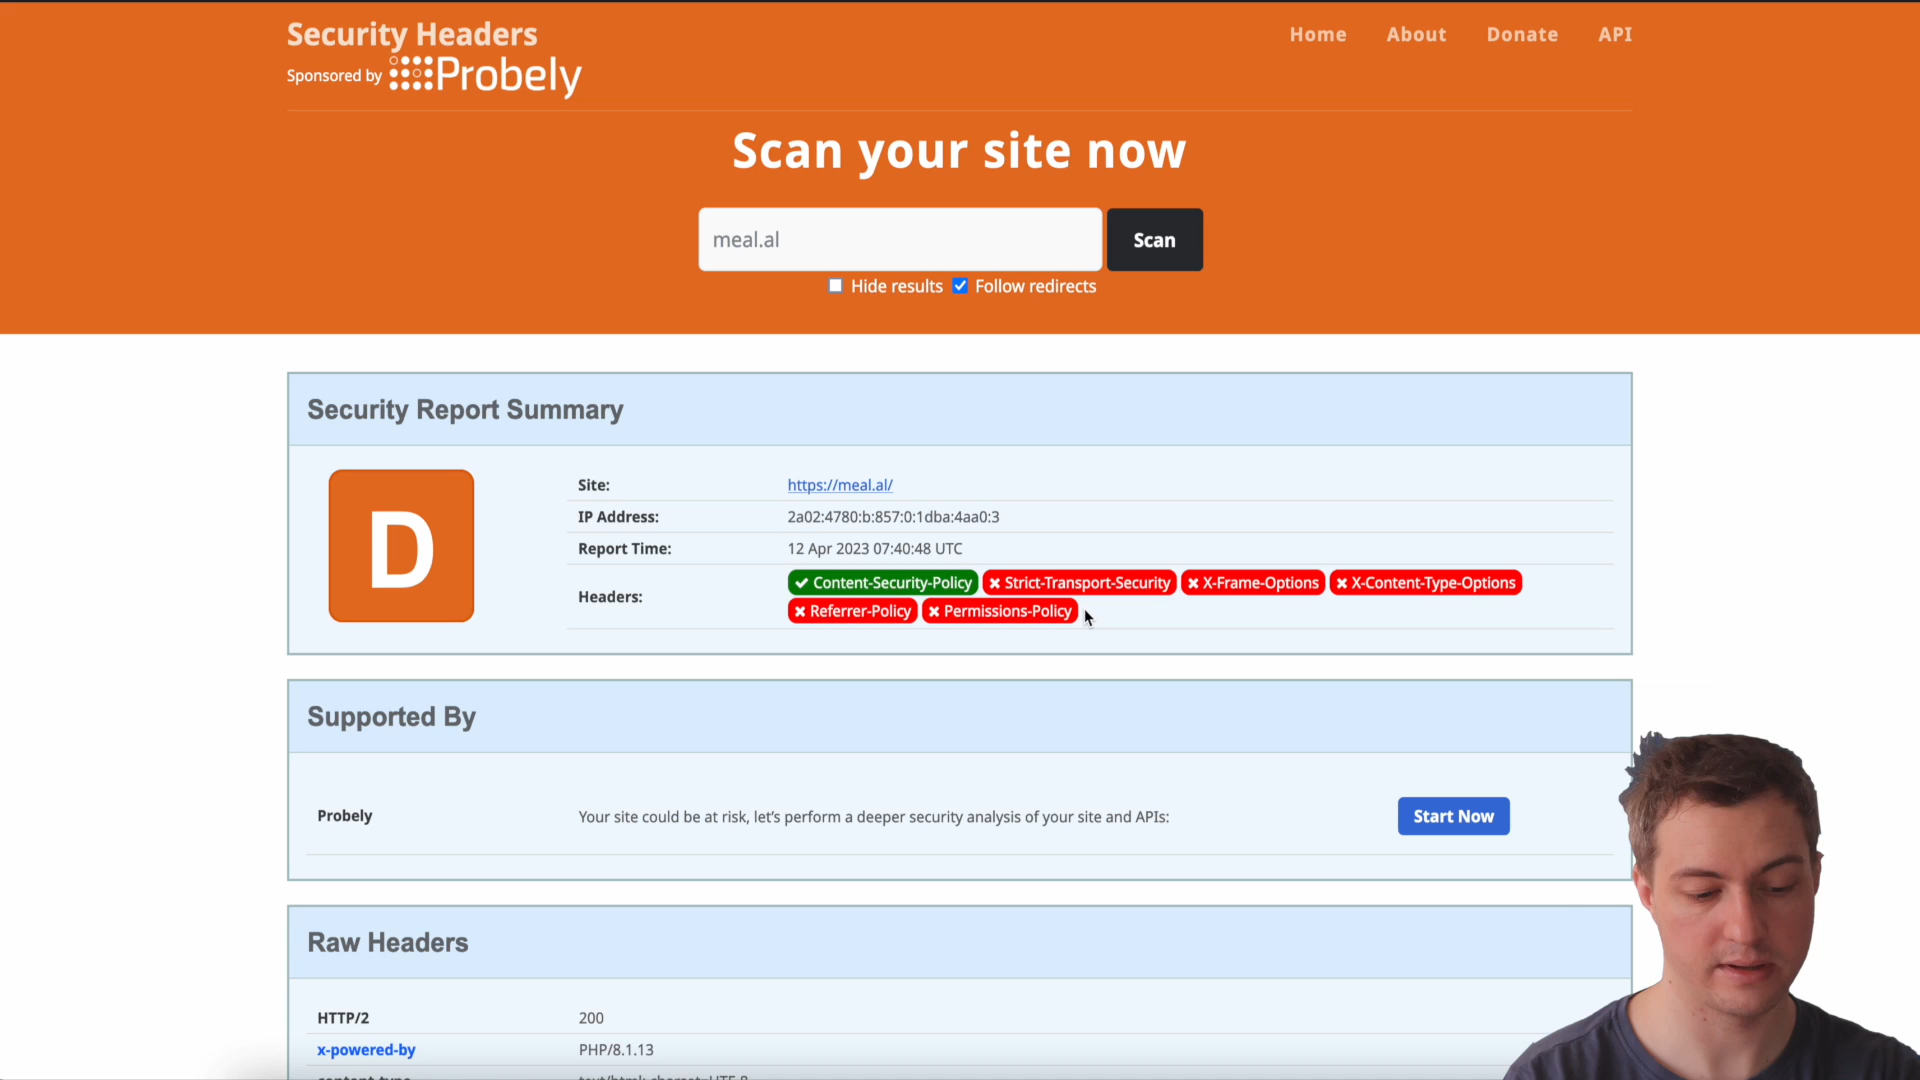 Security Headers
Home About Donate API
Sponsored by Probely
Scan your site now
meal.al Scan
Hide results Follow redirects
Security Report Summary
D
Site: https://meal.al/
IP Address: 2a02:4780:b:857:0:1dba:4aa0:3
Report Time: 12 Apr 2023 07:40:48 UTC
Headers: Content-Security-Policy Strict-Transport-Security X-Frame-Options X-Content-Type-Options
Referrer-Policy Permissions-Policy
Supported By
Probely Your site could be at risk, let's perform a deeper security analysis of your site and APIs: Start Now
Raw Headers
HTTP/2 200
x-powered-by PHP/8.1.13